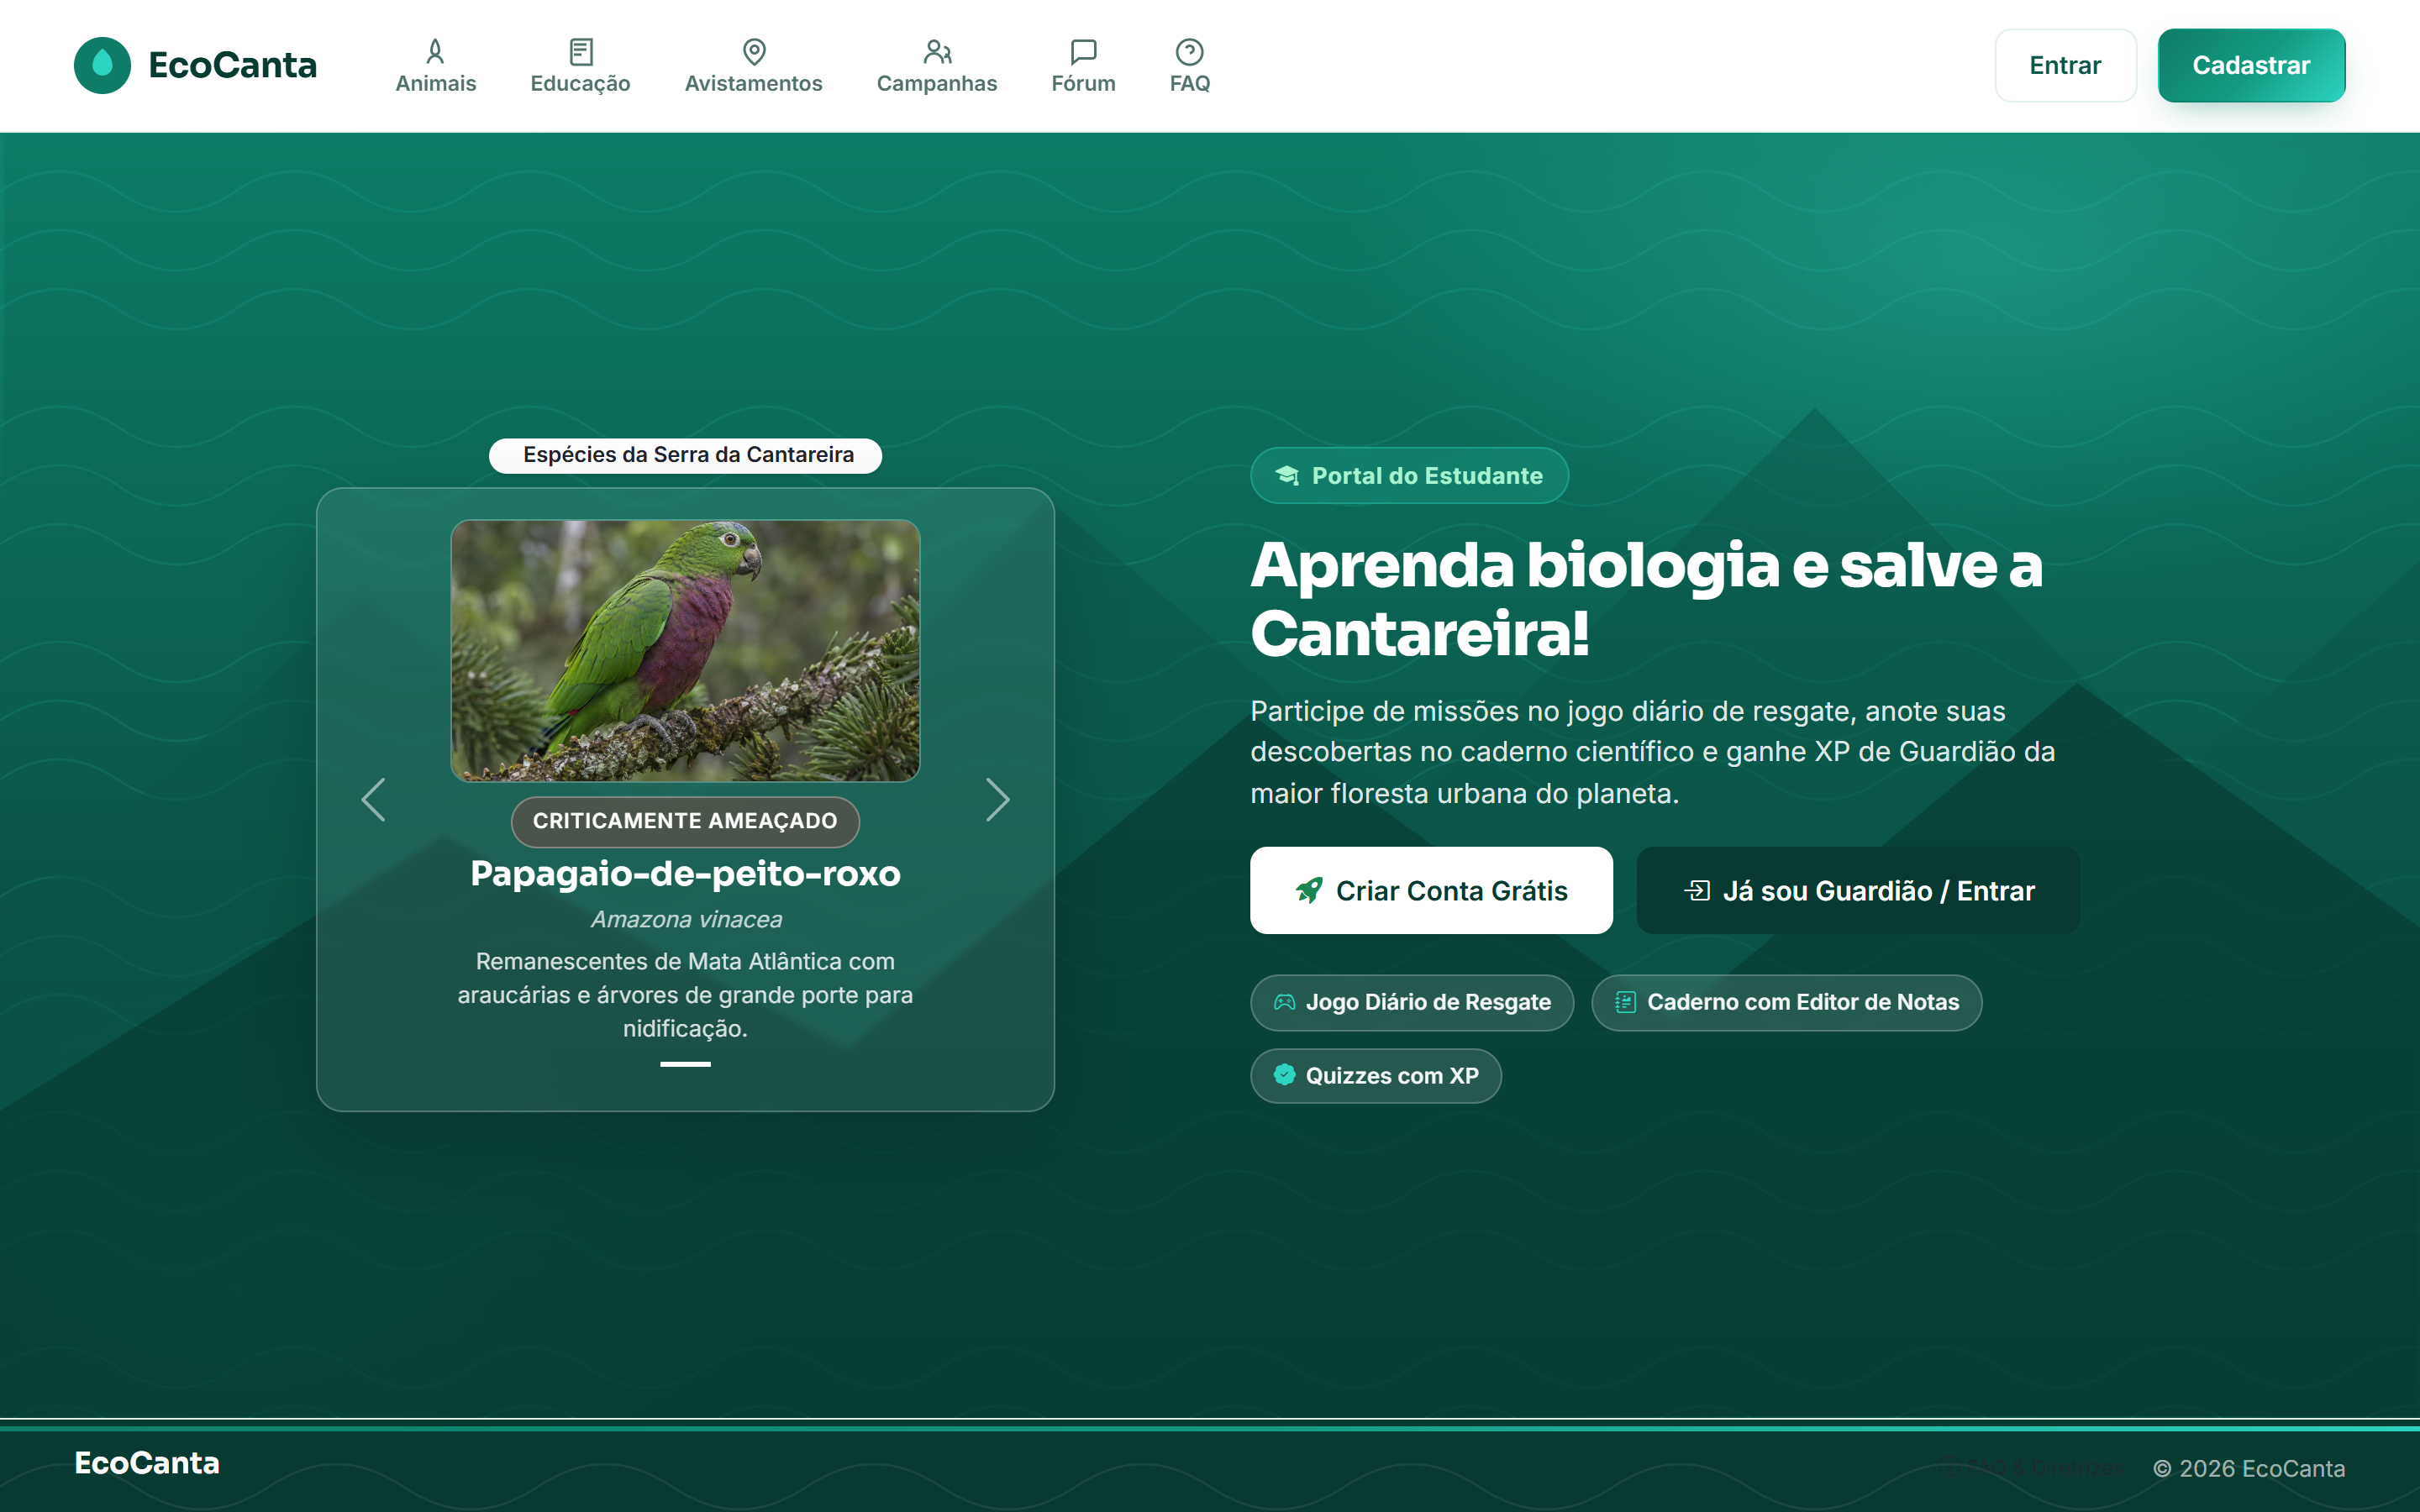 EcoCanta
Animais
Educação
Avistamentos
Campanhas
Fórum
FAQ
Entrar
Cadastrar
Espécies da Serra da Cantareira
CRITICAMENTE AMEAÇADO
Papagaio-de-peito-roxo
Amazona vinacea
Remanescentes de Mata Atlântica com
araucárias e árvores de grande porte para
nidificação.
Portal do Estudante
Aprenda biologia e salve a
Cantareira!
Participe de missões no jogo diário de resgate, anote suas
descobertas no caderno científico e ganhe XP de Guardião da
maior floresta urbana do planeta.
Criar Conta Grátis
Já sou Guardião / Entrar
Jogo Diário de Resgate
Caderno com Editor de Notas
Quizzes com XP
EcoCanta
FAQ & Diretrizes
© 2026 EcoCanta